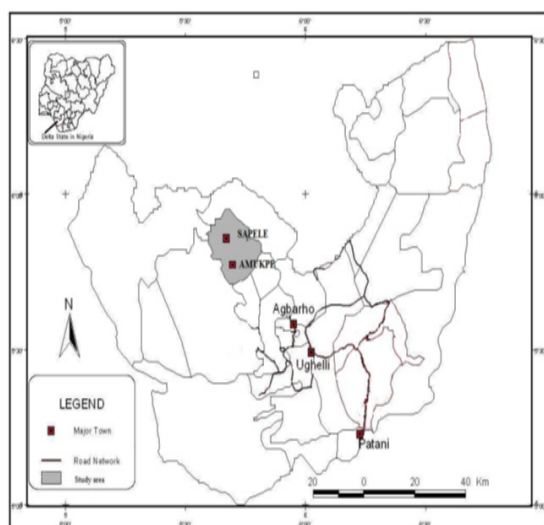 Delta State in Nigeria
SAPELE
AMUKPE
Agbarho
Ughelli
Patani
N
LEGEND
Major Town
Road Network
Study area
20 0 20 40 Km